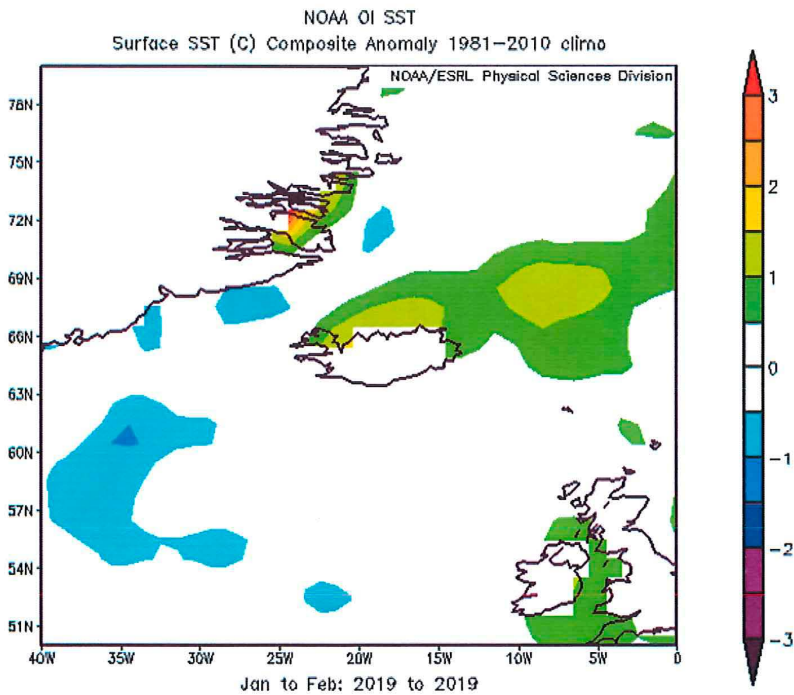 NOAA OI SST
Surface SST (C) Composite Anomaly 1981-2010 climo
NOAA/ESRL Physical Sciences Division
78N
75N
72N
69N
66N
63N
60N
57N
54N
51N
40W 35W 30W 25W 20W 15W 10W 5W 0
3
2
1
0
-1
-2
-3
Jan to Feb: 2019 to 2019